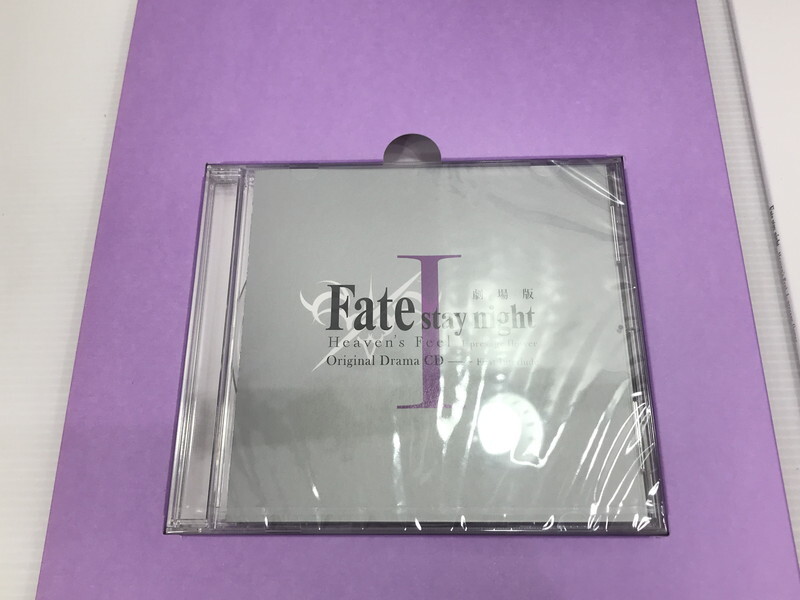 I
劇場版
Fate
stay night
Heaven's Feel
Original Drama CD